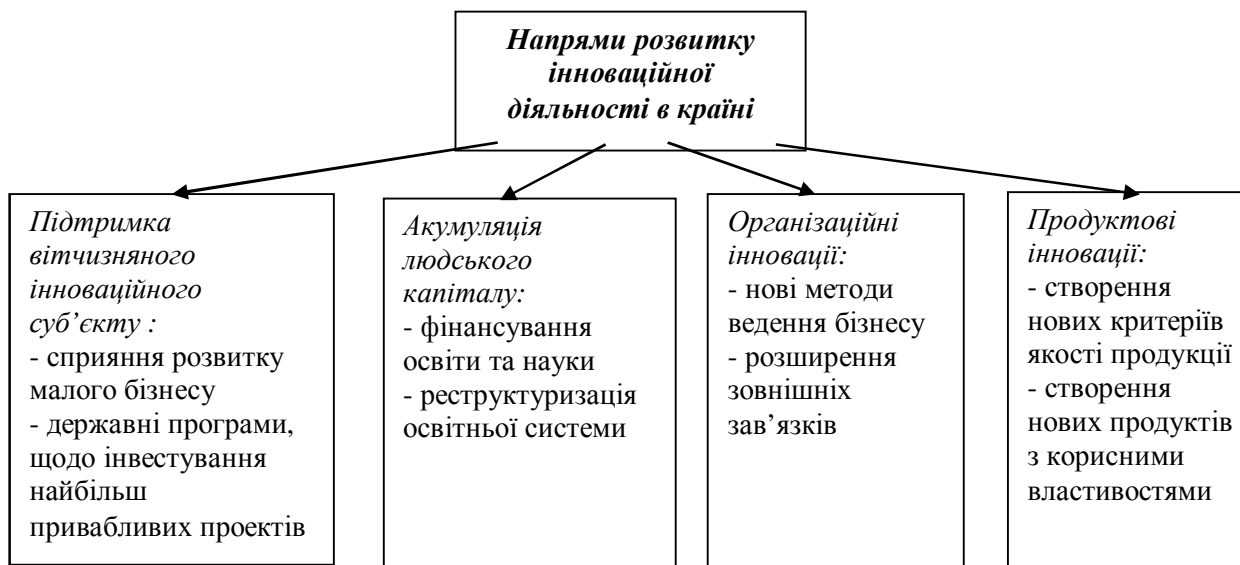 Напрями розвитку
інноваційної
діяльності в країні
Підтримка
вітчизняного
інноваційного
суб’єкту :
- сприяння розвитку
малого бізнесу
- державні програми,
щодо інвестування
найбільш
привабливих проектів
Акумуляція
людського
капіталу:
- фінансування
освіти та науки
- реструктуризація
освітньої системи
Організаційні
інновації:
- нові методи
ведення бізнесу
- розширення
зовнішніх
зав’язків
Продуктові
інновації:
- створення
нових критеріїв
якості продукції
- створення
нових продуктів
з корисними
властивостями